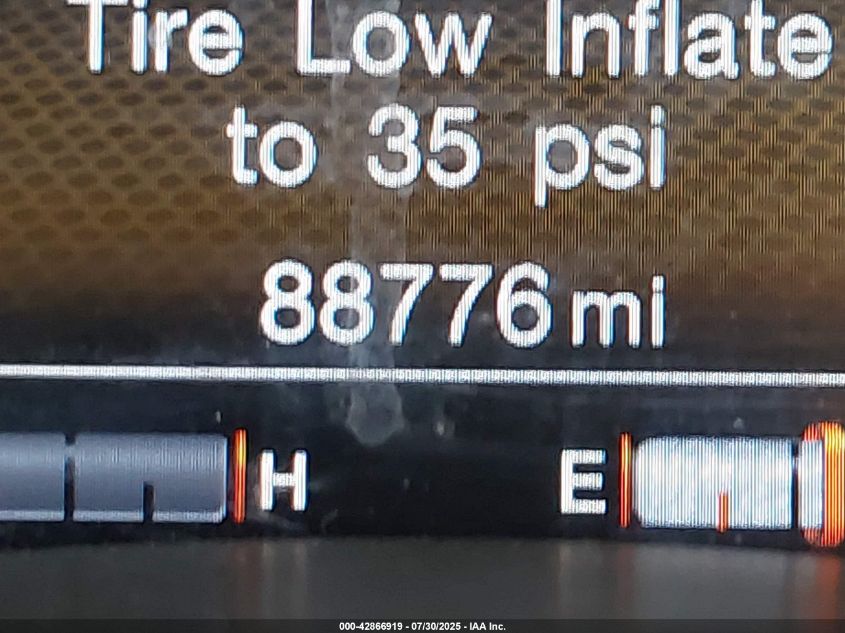 Tire Low Inflate
to 35 psi
88776 mi
H E
000-42866919 - 07/30/2025 - IAA Inc.